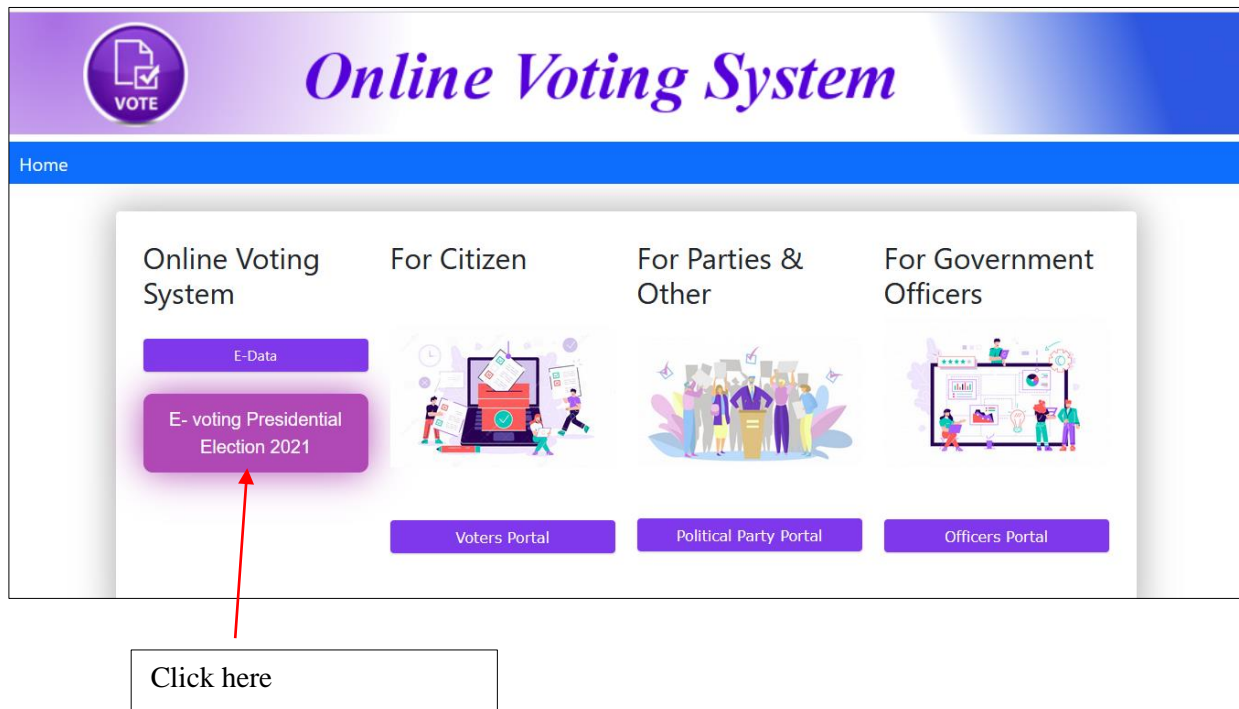 VOTE
Online Voting System
Home
Online Voting
System
E-Data
E- voting Presidential
Election 2021
For Citizen
Voters Portal
For Parties &
Other
Political Party Portal
For Government
Officers
Officers Portal
Click here